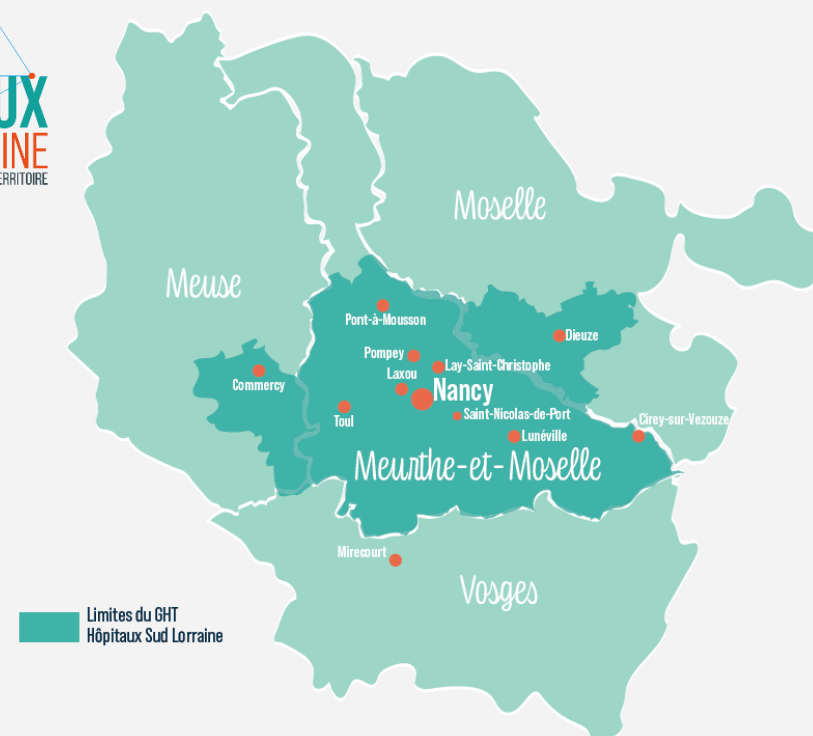 UX
INE
ERRITOIRE
Moselle
Meuse
Pont-à-Mousson
Dieuze
Pompey
Lay-Saint-Christophe
Laxou
Commercy
Nancy
Toul
Saint-Nicolas-de-Port
Cirey-sur-Vezouze
Lunéville
Meurthe-et-Moselle
Mirecourt
Vosges
Limites du GHT
Hôpitaux Sud Lorraine